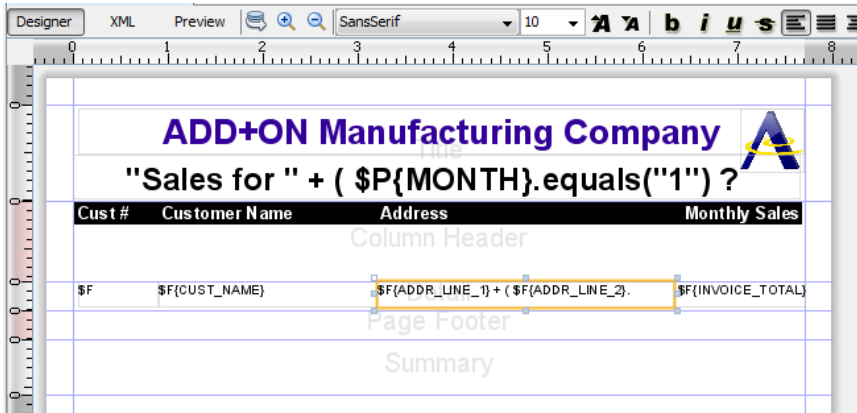 Designer XML Preview SansSerif 10 b i u s
0 1 2 3 4 5 6 7 8
ADD+ON Manufacturing Company
Title
"Sales for " + ( $P{MONTH}.equals("1") ?
Cust # Customer Name Address Monthly Sales
Column Header
$F $F{CUST_NAME} $F{ADDR_LINE_1} + ( $F{ADDR_LINE_2}. $F{INVOICE_TOTAL}
Detail
Page Footer
Summary